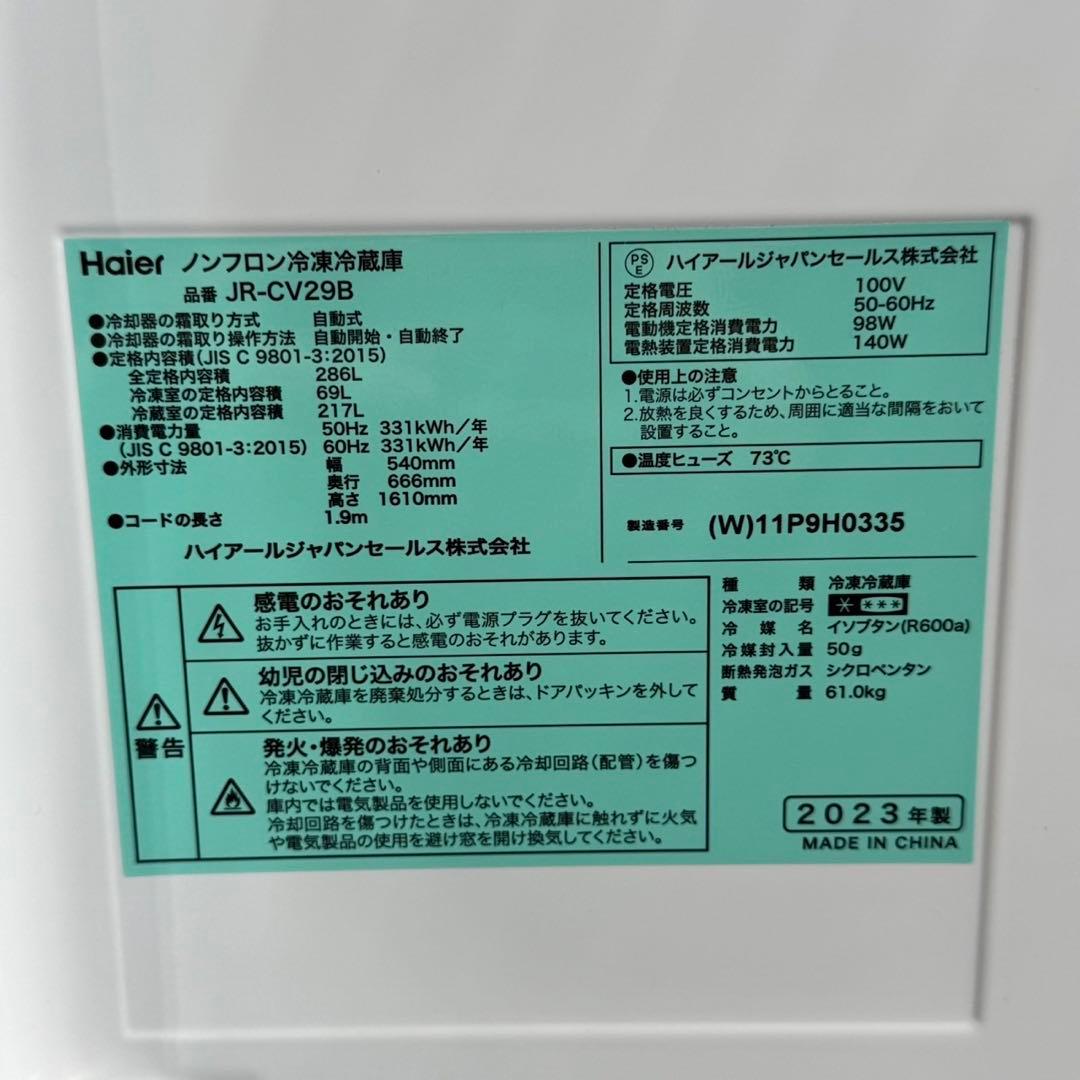 Haier ノンフロン冷凍冷蔵庫
品番 JR-CV29B
●冷却器の霜取り方式 自動式
●冷却器の霜取り操作方法 自動開始・自動終了
●定格内容積(JIS C 9801-3:2015)
全定格内容積 286L
冷凍室の定格内容積 69L
冷蔵室の定格内容積 217L
●消費電力量 50Hz 331kWh/年
(JIS C 9801-3:2015) 60Hz 331kWh/年
●外形寸法 幅 540mm
奥行 666mm
高さ 1610mm
●コードの長さ 1.9m
ハイアールジャパンセールス株式会社
PS
E
ハイアールジャパンセールス株式会社
定格電圧 100V
定格周波数 50-60Hz
電動機定格消費電力 98W
電熱装置定格消費電力 140W
●使用上の注意
1.電源は必ずコンセントからとること。
2.放熱を良くするため、周囲に適当な間隔をおいて
設置すること。
●温度ヒューズ 73℃
製造番号 (W)11P9H0335
警告
感電のおそれあり
お手入れのときには、必ず電源プラグを抜いてください。
抜かずに作業すると感電のおそれがあります。
幼児の閉じ込みのおそれあり
冷凍冷蔵庫を廃棄処分するときは、ドアパッキンを外して
ください。
発火・爆発のおそれあり
冷凍冷蔵庫の背面や側面にある冷却回路(配管)を傷つ
けないでください。
庫内では電気製品を使用しないでください。
冷却回路を傷つけたときは、冷凍冷蔵庫に触れずに火気
や電気製品の使用を避け窓を開け換気してください。
種類 冷凍冷蔵庫
冷凍室の記号 * ***
冷媒名 イソブタン(R600a)
冷媒封入量 50g
断熱発泡ガス シクロペンタン
質量 61.0kg
2023年製
MADE IN CHINA